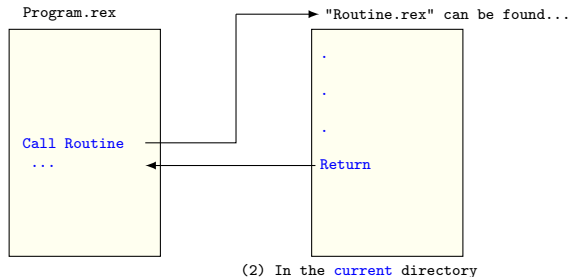 Program.rex
"Routine.rex" can be found...
.
.
.
Call Routine
...
Return
(2) In the current directory